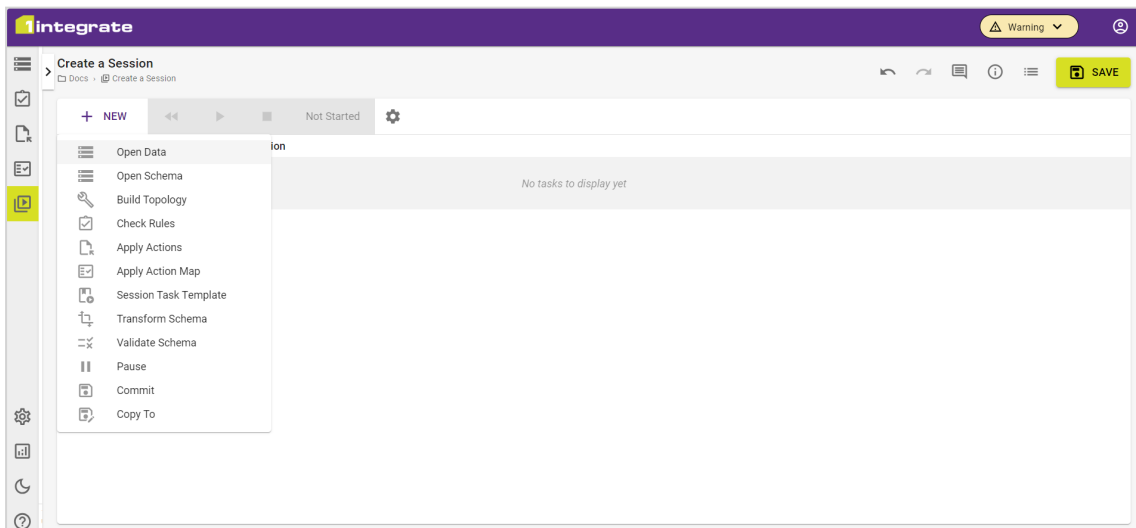 1integrate
Warning
Create a Session
Docs › Create a Session
SAVE
+ NEW
Not Started
ion
No tasks to display yet
Open Data
Open Schema
Build Topology
Check Rules
Apply Actions
Apply Action Map
Session Task Template
Transform Schema
Validate Schema
Pause
Commit
Copy To